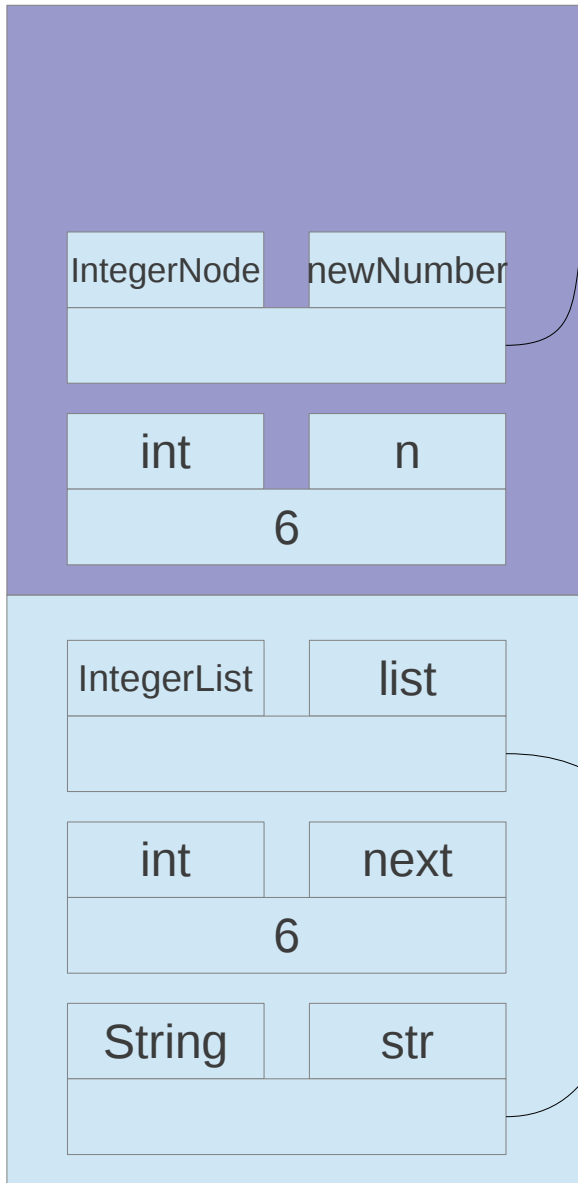 IntegerNode newNumber
int n
6
IntegerList list
int next
6
String str